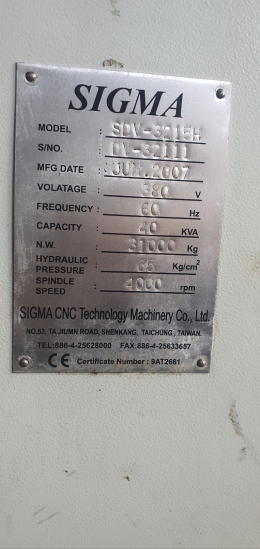 SIGMA
MODEL : SDV-3215H
S/NO. : DV-32111
MFG DATE : JUN.2007
VOLATAGE : 380 V
FREQUENCY : 60 Hz
CAPACITY : 40 KVA
N.W. : 31000 Kg
HYDRAULIC PRESSURE : 65 Kg/cm²
SPINDLE SPEED : 4000 rpm
SIGMA CNC Technology Machinery Co., Ltd.
NO.53, TA JIUMN ROAD, SHENKANG, TAICHUNG, TAIWAN.
TEL:886-4-25628000 FAX:886-4-25633657
CE Certificate Number : 9AT2661